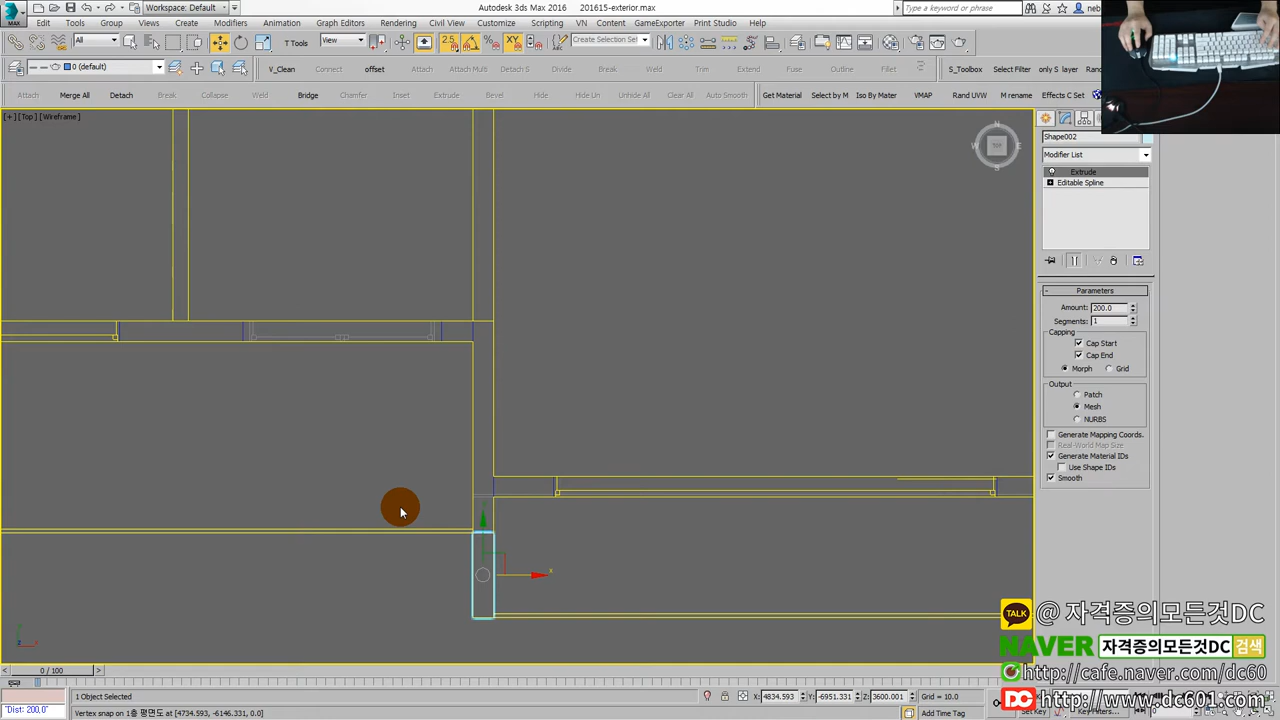 Workspace: Default
Autodesk 3ds Max 2016 201615-exterior.max
Type a keyword or phrase
Edit Tools Group Views Create Modifiers Animation Graph Editors Rendering Civil View Customize Scripting VN Content GameExporter Print Studio Help
All T Tools View 2.5 XY Create Selection Se
0 (default) V_Clean Connect offset Attach Attach Multi Detach S Break Weld Trim Extend Fuse Outline Fillet S_Toolbox Select Filter only S_layer
Attach Merge All Detach Break Collapse Weld Bridge Chamfer Inset Extrude Bevel Hide Hide Lin Unhide All Clear All Auto Smooth Get Material Select by M Iso By Mater VMAP Rand UVW M rename Effects C Set
[+] [Top] [Wireframe]
Shape002
Modifier List
Extrude
Editable Spline
Parameters
Amount: 200.0
Segments: 1
Capping
Cap Start
Cap End
Morph Grid
Output
Patch
Mesh
NURBS
Generate Mapping Coords.
Real-World Map Size
Generate Material IDs
Use Shape IDs
Smooth
N
W
E
S
TOP
x
TALK @ 자격증의모든것DC
NAVER 자격증의모든것DC 검색
http://cafe.naver.com/dc60
DC http://www.dc601.com
0 / 100
1 Object Selected
X: 4834.593 Y: -6951.331 Z: 3600.001 Grid = 10.0
"Dist: 200.0"
Vertex snap on 1층 평면도 at [4734.593, -6146.331, 0.0]
Add Time Tag
Set Key